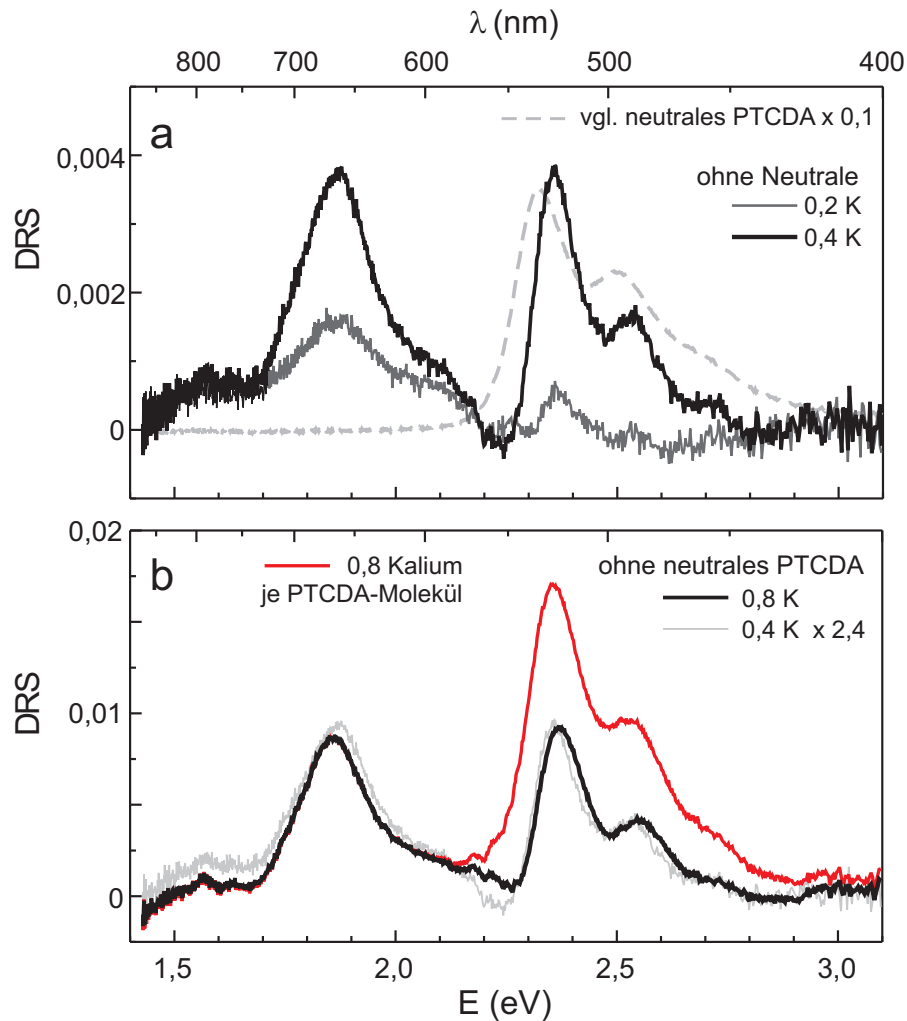 λ (nm)
800 700 600 500 400
a
vgl. neutrales PTCDA x 0,1
ohne Neutrale
0,2 K
0,4 K
0,004
0,002
0
DRS
b
0,8 Kalium
je PTCDA-Molekül
ohne neutrales PTCDA
0,8 K
0,4 K x 2,4
0,02
0,01
0
DRS
1,5 2,0 2,5 3,0
E (eV)